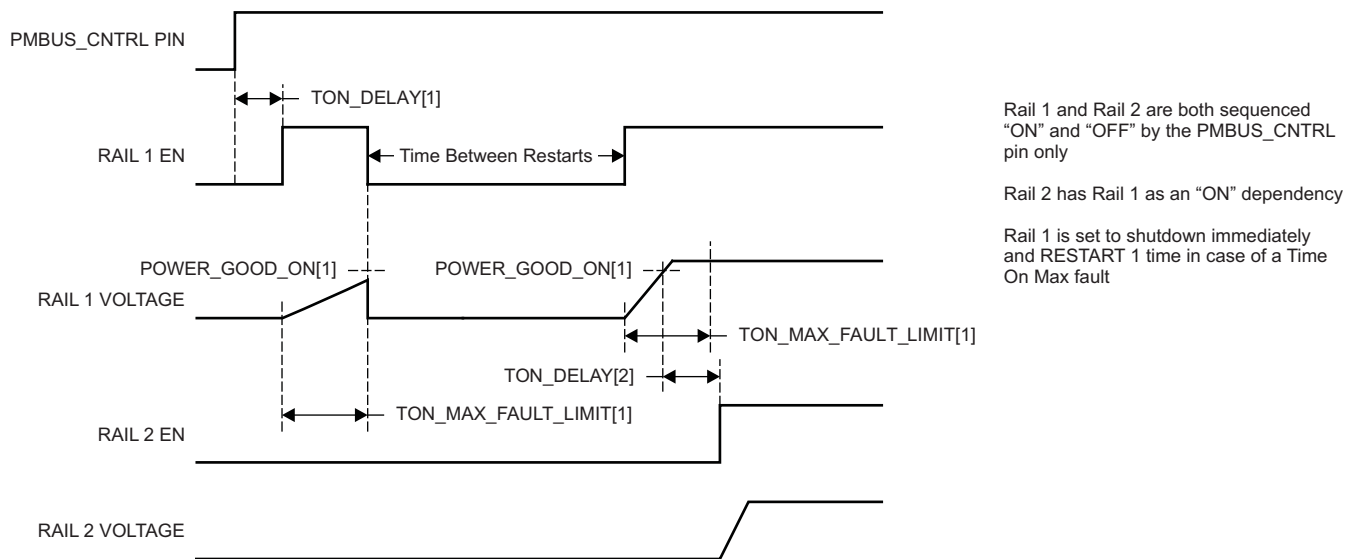 PMBUS_CNTRL PIN
TON_DELAY[1]
RAIL 1 EN
Time Between Restarts
POWER_GOOD_ON[1]
POWER_GOOD_ON[1]
RAIL 1 VOLTAGE
TON_MAX_FAULT_LIMIT[1]
TON_DELAY[2]
TON_MAX_FAULT_LIMIT[1]
RAIL 2 EN
RAIL 2 VOLTAGE
Rail 1 and Rail 2 are both sequenced
“ON” and “OFF” by the PMBUS_CNTRL
pin only
Rail 2 has Rail 1 as an “ON” dependency
Rail 1 is set to shutdown immediately
and RESTART 1 time in case of a Time
On Max fault